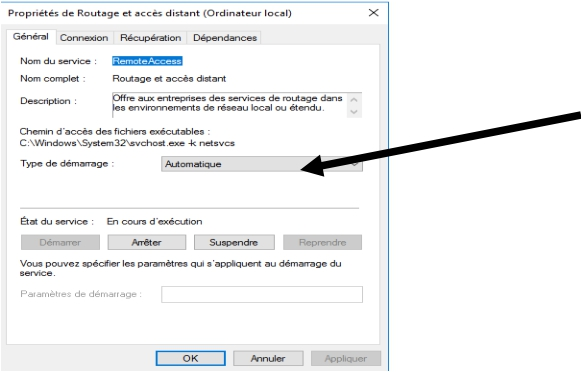 Propriétés de Routage et accès distant (Ordinateur local)
Général Connexion Récupération Dépendances
Nom du service : RemoteAccess
Nom complet : Routage et accès distant
Description : Offre aux entreprises des services de routage dans
les environnements de réseau local ou étendu.
Chemin d'accès des fichiers exécutables :
C:\Windows\System32\svchost.exe -k netsvcs
Type de démarrage : Automatique
État du service : En cours d'exécution
Démarrer Arrêter Suspendre Reprendre
Vous pouvez spécifier les paramètres qui s'appliquent au démarrage du
service.
Paramètres de démarrage :
OK Annuler Appliquer